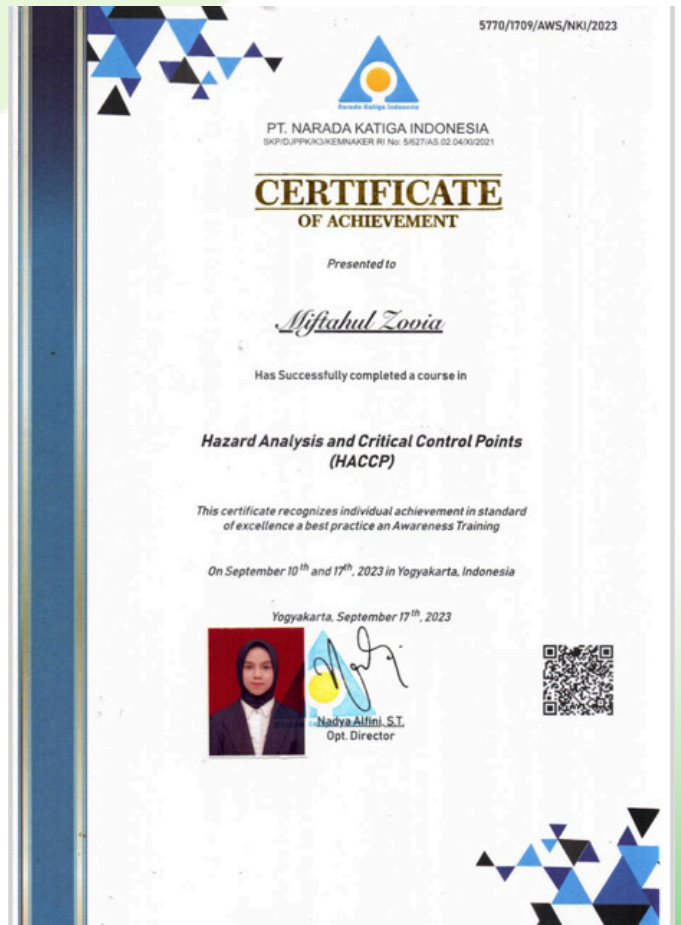 5770/1709/AWS/NKI/2023
Narada Katiga Indonesia
PT. NARADA KATIGA INDONESIA
SKP/DJPPK/K3/KEMNAKER RI No: 5/627/AS.02.04/XI/2021
CERTIFICATE
OF ACHIEVEMENT
Presented to
Miftahul Zovia
Has Successfully completed a course in
Hazard Analysis and Critical Control Points
(HACCP)
This certificate recognizes individual achievement in standard
of excellence a best practice an Awareness Training
On September 10th and 17th, 2023 in Yogyakarta, Indonesia
Yogyakarta, September 17th, 2023
Nadya Alfini, S.T.
Opt. Director